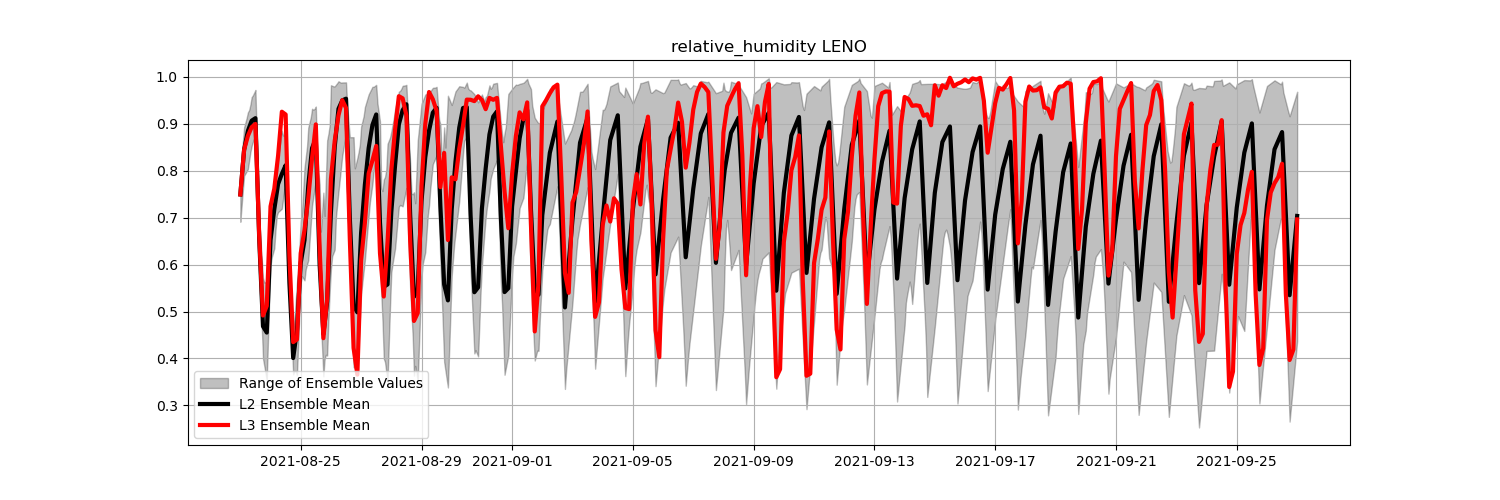 relative_humidity LENO
1.0
0.9
0.8
0.7
0.6
0.5
0.4
0.3
Range of Ensemble Values
L2 Ensemble Mean
L3 Ensemble Mean
2021-08-25 2021-08-29 2021-09-01 2021-09-05 2021-09-09 2021-09-13 2021-09-17 2021-09-21 2021-09-25